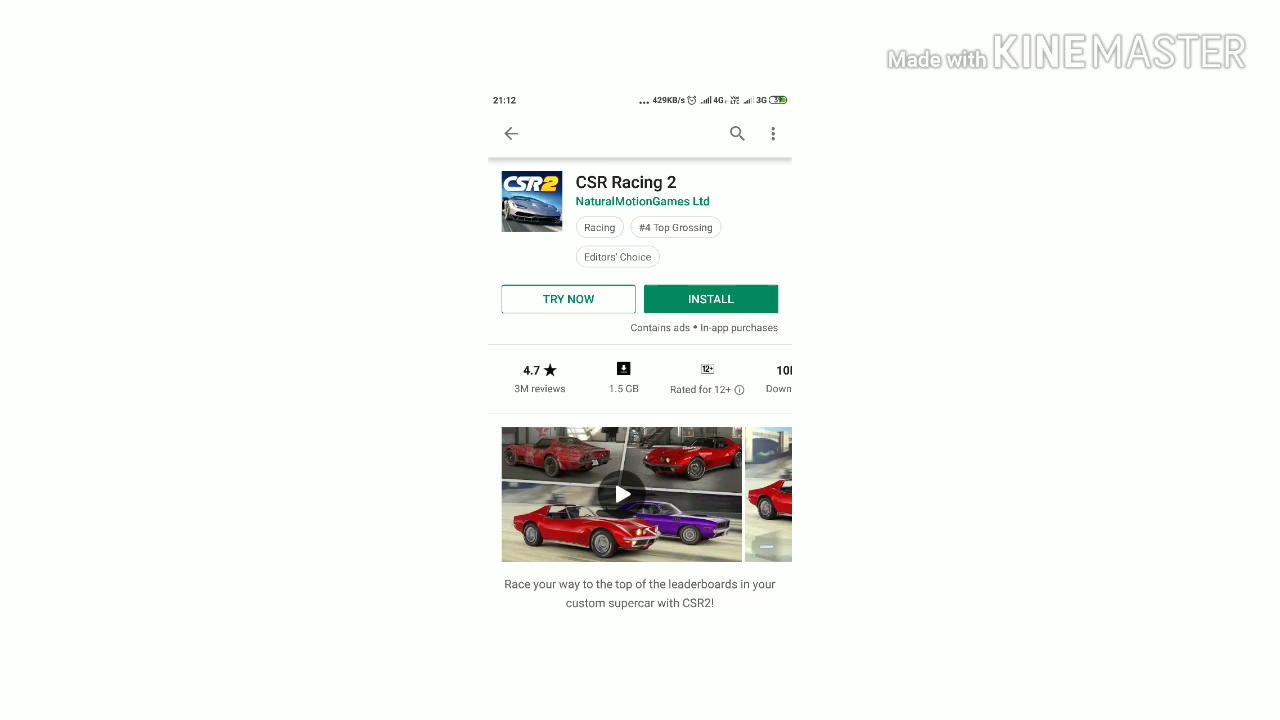 Made with KINEMASTER
21:12
... 429KB/s 4G 3G 39
CSR2
CSR Racing 2
NaturalMotionGames Ltd
Racing
#4 Top Grossing
Editors' Choice
TRY NOW
INSTALL
Contains ads • In-app purchases
4.7 ★
12+
3M reviews
1.5 GB
Rated for 12+
Race your way to the top of the leaderboards in your
custom supercar with CSR2!